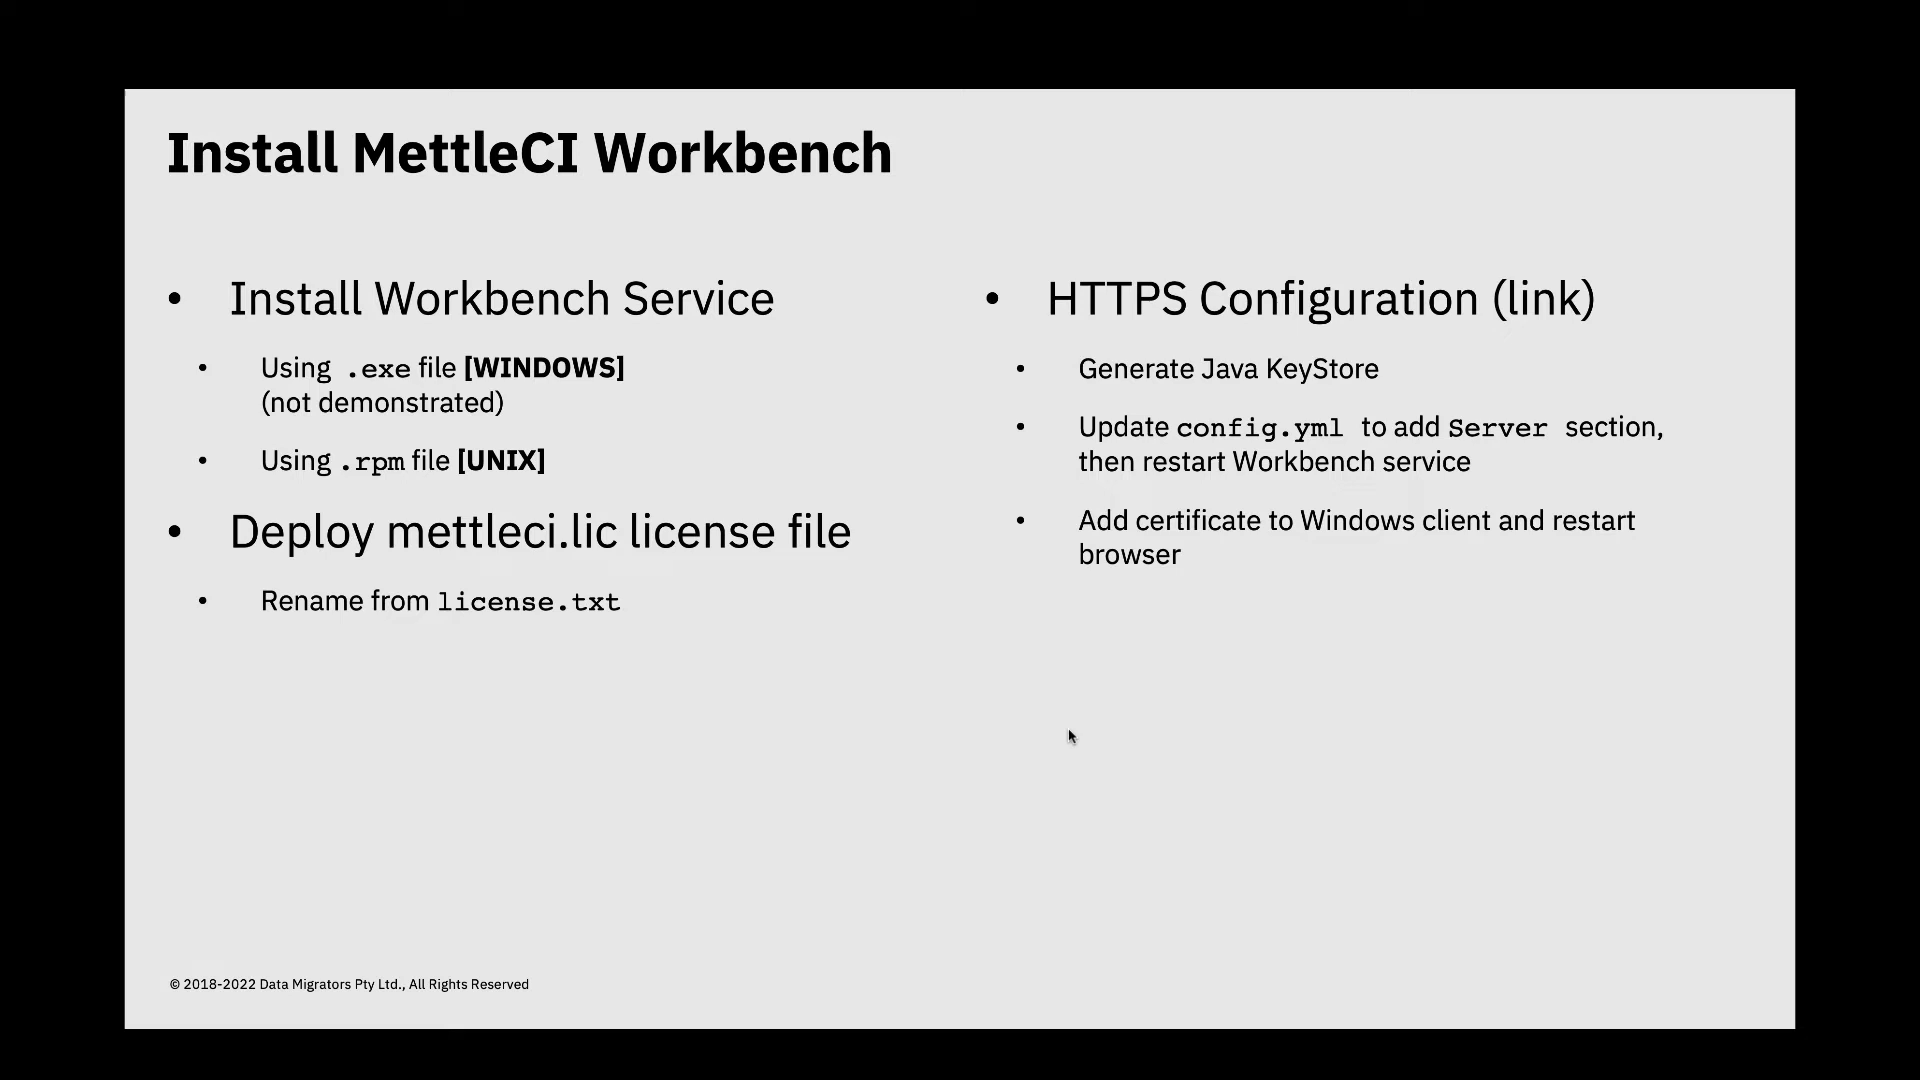 Install MettleCI Workbench
• Install Workbench Service
• Using .exe file [WINDOWS]
(not demonstrated)
• Using .rpm file [UNIX]
• Deploy mettleci.lic license file
• Rename from license.txt
• HTTPS Configuration (link)
• Generate Java KeyStore
• Update config.yml to add Server section,
then restart Workbench service
• Add certificate to Windows client and restart
browser
© 2018-2022 Data Migrators Pty Ltd., All Rights Reserved